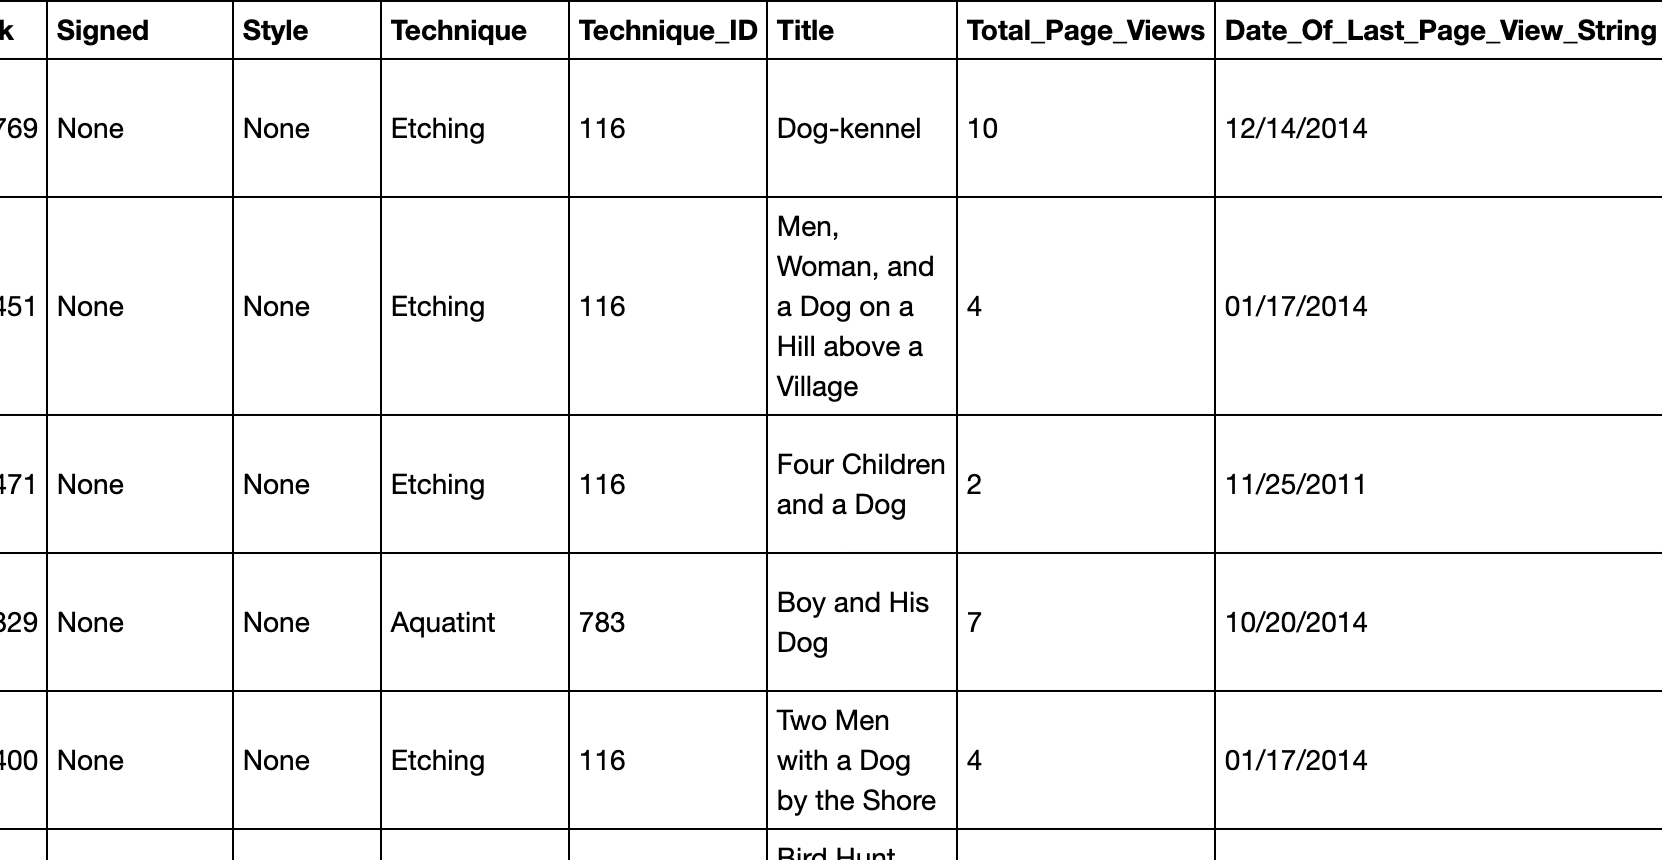 k Signed Style Technique Technique_ID Title Total_Page_Views Date_Of_Last_Page_View_String
769 None None Etching 116 Dog-kennel 10 12/14/2014
Men,
Woman, and
451 None None Etching 116 a Dog on a 4 01/17/2014
Hill above a
Village
Four Children
471 None None Etching 116 2 11/25/2011
and a Dog
Boy and His
329 None None Aquatint 783 7 10/20/2014
Dog
Two Men
400 None None Etching 116 with a Dog 4 01/17/2014
by the Shore
Bird Hunt